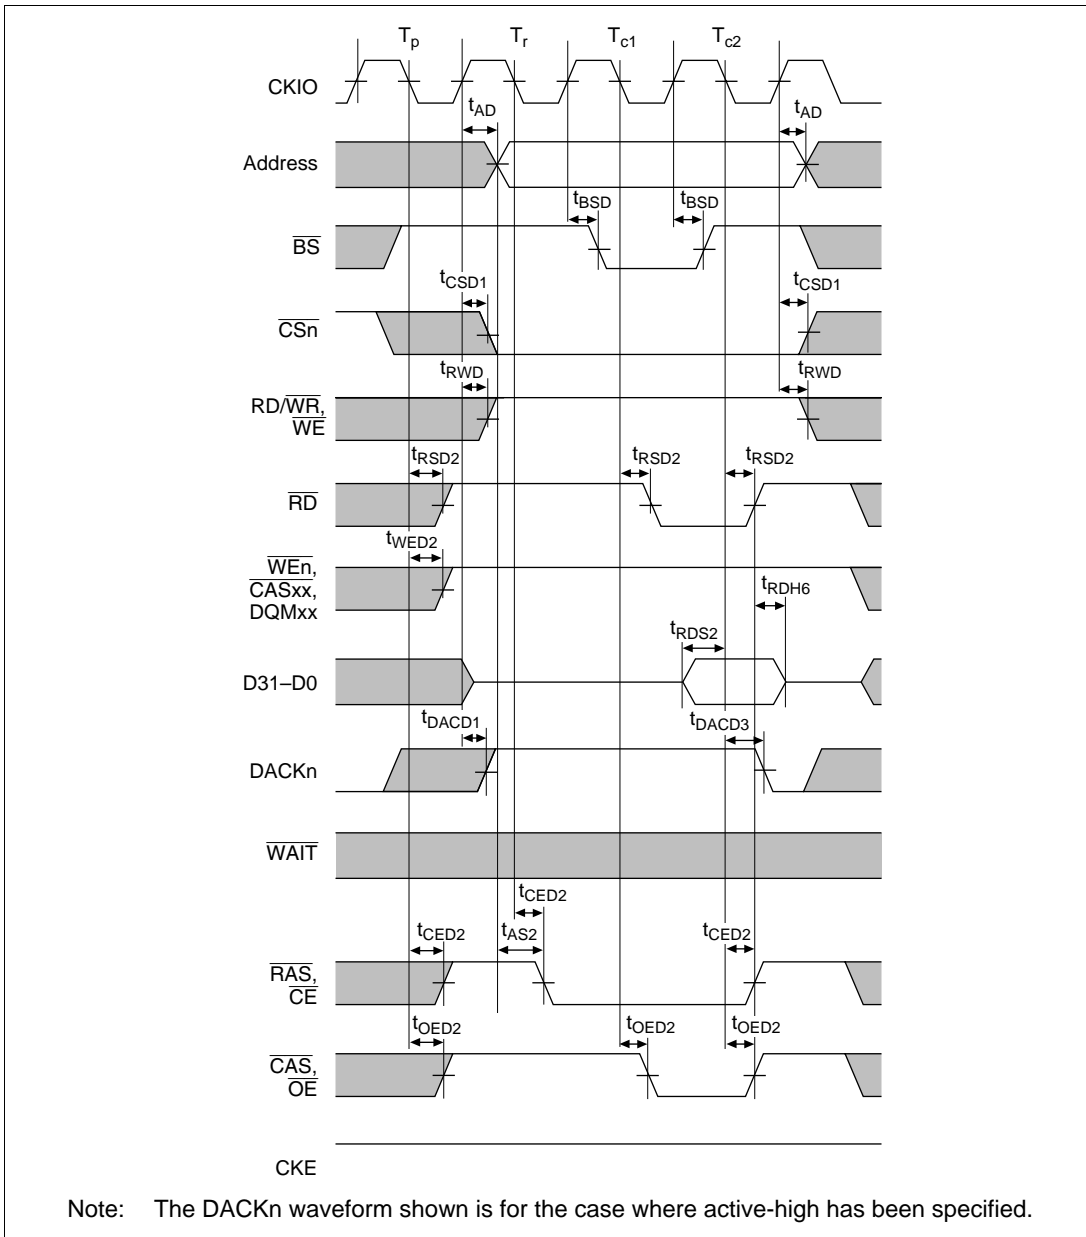 Tp Tr Tc1 Tc2
CKIO
tAD tAD
Address
tBSD tBSD
BS
tCSD1 tCSD1
CSn
tRWD tRWD
RD/WR,
WE
tRSD2 tRSD2 tRSD2
RD
tWED2
WEn,
CASxx,
DQMxx
tRDH6
tRDS2
D31–D0
tDACD1 tDACD3
DACKn
WAIT
tCED2
tCED2 tAS2 tCED2
RAS,
CE
tOED2 tOED2 tOED2
CAS,
OE
CKE
Note: The DACKn waveform shown is for the case where active-high has been specified.